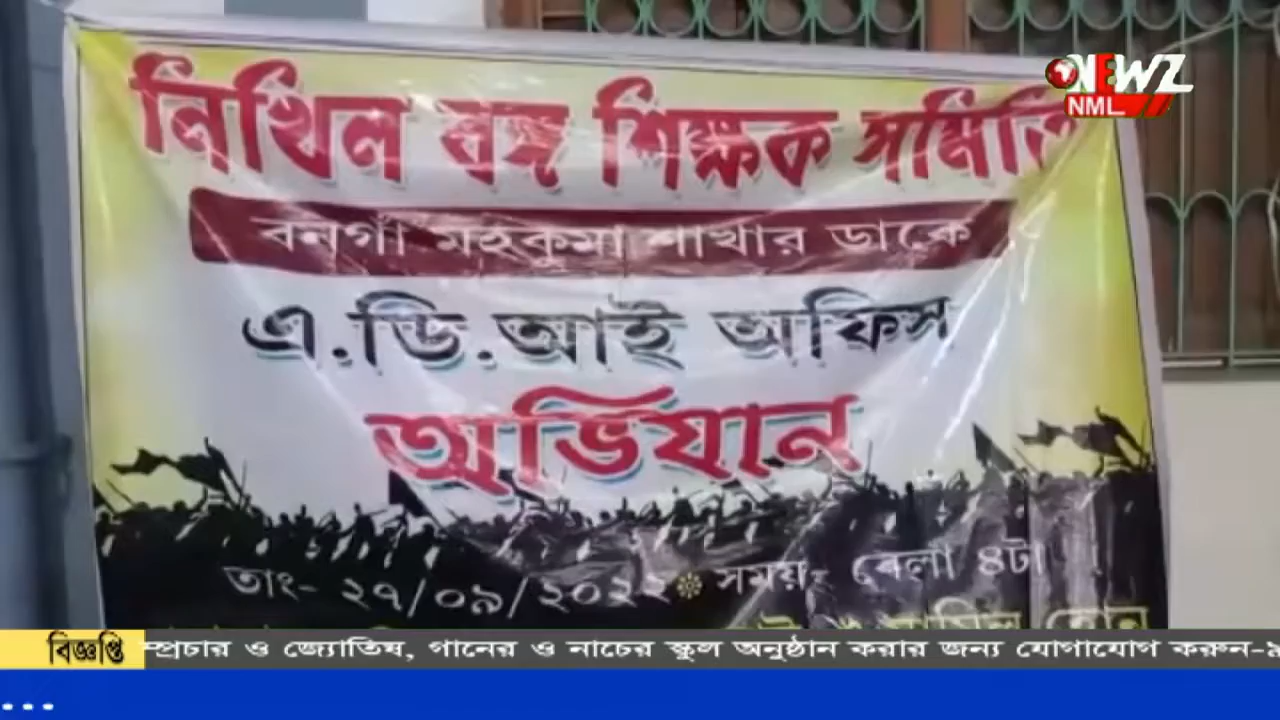 NEWZ
NML
নিখিল বঙ্গ শিক্ষক সমিতি
বনগাঁ মহকুমা শাখার ডাকে
এ.ডি.আই অফিস
অভিযান
তাং- ২৭/০৯/২০২২ সময়- বেলা ৪টা
সামিল হোন
বিজ্ঞপ্তি
ম্প্রচার ও জ্যোতিষ, গানের ও নাচের স্কুল অনুষ্ঠান করার জন্য যোগাযোগ করুন-৯
...